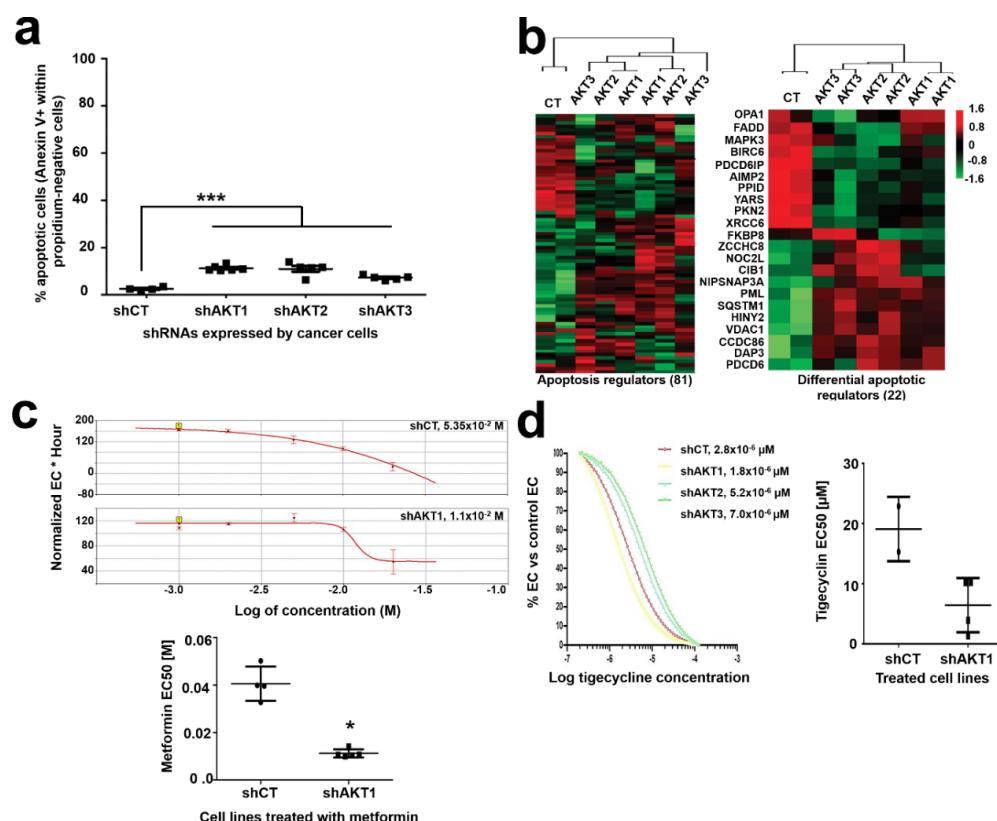 a
% apoptotic cells (Anexin V+ within
propidium-negative cells)
100
80
60
40
20
0
***
shCT
shAKT1
shAKT2
shAKT3
shRNAs expressed by cancer cells
b
CT
AKT3
AKT2
AKT1
AKT1
AKT2
AKT3
Apoptosis regulators (81)
CT
AKT3
AKT3
AKT2
AKT2
AKT1
AKT1
OPA1
FADD
MAPK3
BIRC6
PDCD6IP
AIMP2
PPID
YARS
PKN2
XRCC6
FKBP8
ZCCHC8
NOC2L
CIB1
NIPSNAP3A
PML
SQSTM1
HINY2
VDAC1
CCDC86
DAP3
PDCD6
1.6
0.8
0
-0.8
-1.6
Differential apoptotic
regulators (22)
c
Normalized EC * Hour
200
160
120
80
40
0
-80
shCT, 5.35x10⁻² M
120
80
40
shAKT1, 1.1x10⁻² M
-3.0
-2.5
-2.0
-1.5
-1.0
Log of concentration (M)
Metformin EC50 [M]
0.06
0.04
0.02
0.0
*
shCT
shAKT1
Cell lines treated with metformin
d
% EC vs control EC
100
90
80
70
60
50
40
30
20
10
0
-7
-6
-5
-4
-3
Log tigecycline concentration
shCT, 2.8x10⁻⁶ µM
shAKT1, 1.8x10⁻⁶ µM
shAKT2, 5.2x10⁻⁶ µM
shAKT3, 7.0x10⁻⁶ µM
Tigecyclin EC50 [µM]
30
20
10
0
shCT
shAKT1
Treated cell lines